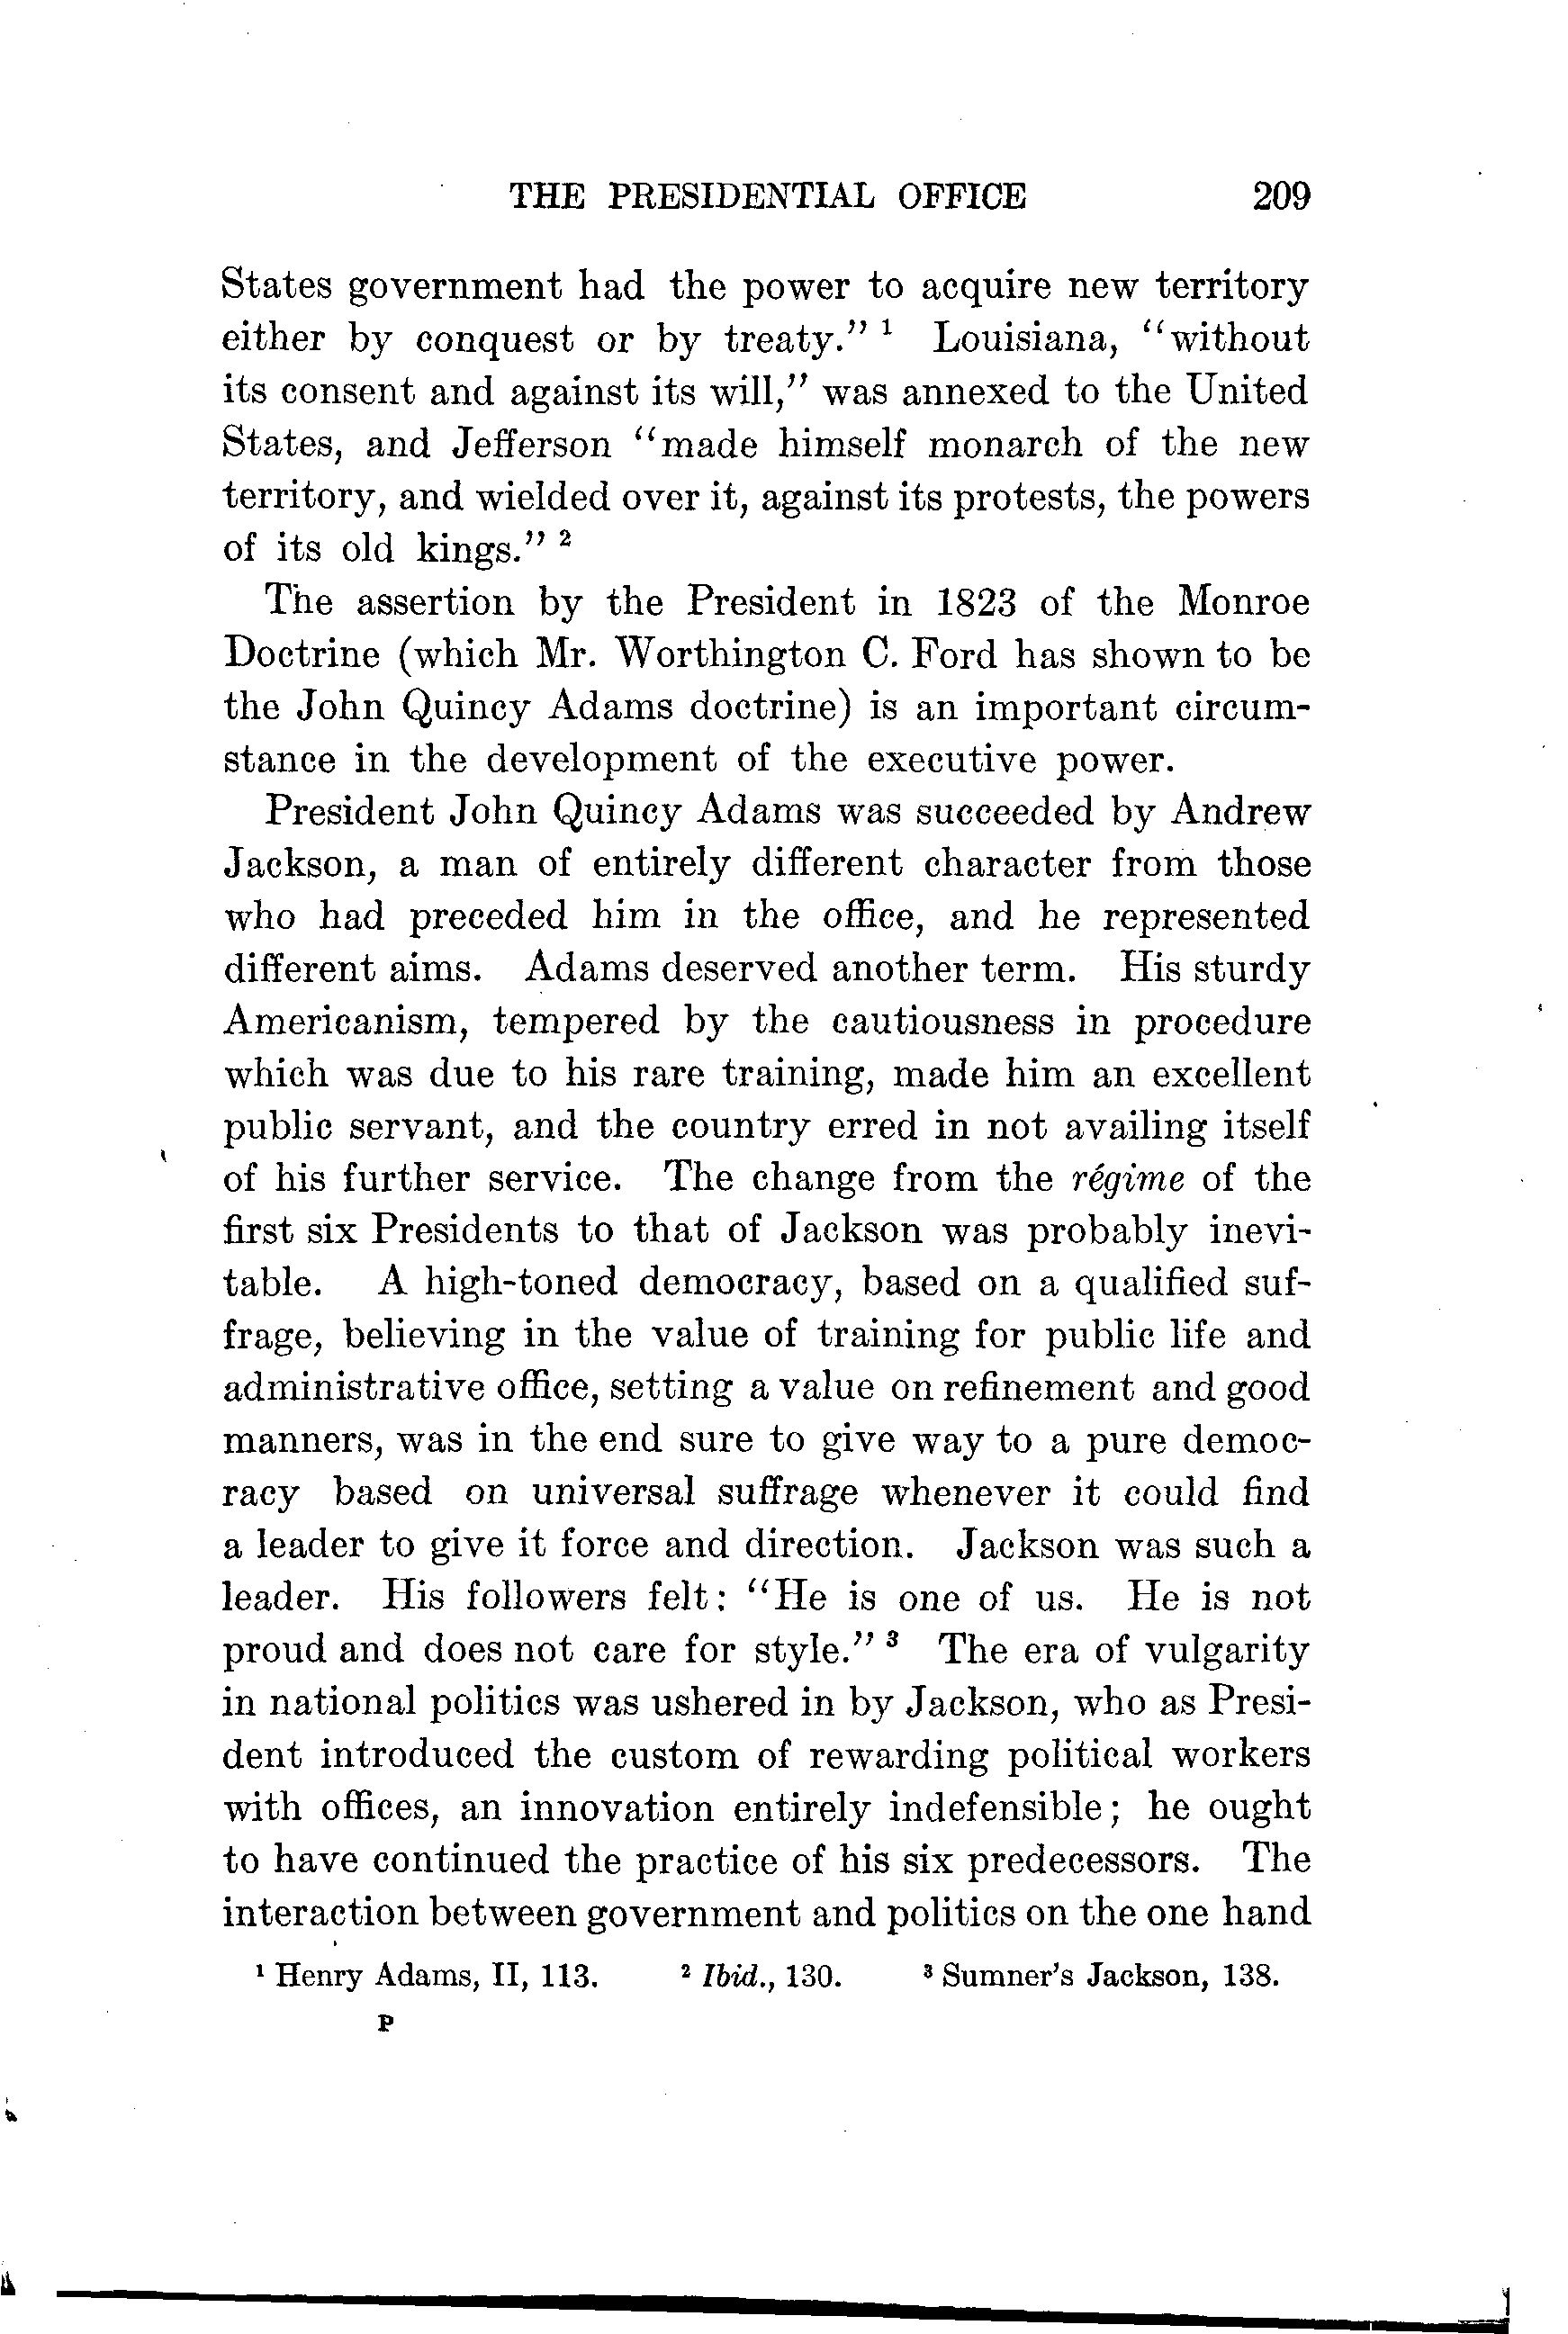 THE PRESIDENTIAL OFFICE 209
States government had the power to acquire new territory
either by conquest or by treaty." 1 Louisiana, "without
its consent and against its will," was annexed to the United
States, and Jefferson "made himself monarch of the new
territory, and wielded over it, against its protests, the powers
of its old kings." 2
The assertion by the President in 1823 of the Monroe
Doctrine (which Mr. Worthington C. Ford has shown to be
the John Quincy Adams doctrine) is an important circum-
stance in the development of the executive power.
President John Quincy Adams was succeeded by Andrew
Jackson, a man of entirely different character from those
who had preceded him in the office, and he represented
different aims. Adams deserved another term. His sturdy
Americanism, tempered by the cautiousness in procedure
which was due to his rare training, made him an excellent
public servant, and the country erred in not availing itself
of his further service. The change from the régime of the
first six Presidents to that of Jackson was probably inevi-
table. A high-toned democracy, based on a qualified suf-
frage, believing in the value of training for public life and
administrative office, setting a value on refinement and good
manners, was in the end sure to give way to a pure democ-
racy based on universal suffrage whenever it could find
a leader to give it force and direction. Jackson was such a
leader. His followers felt: "He is one of us. He is not
proud and does not care for style." 3 The era of vulgarity
in national politics was ushered in by Jackson, who as Presi-
dent introduced the custom of rewarding political workers
with offices, an innovation entirely indefensible; he ought
to have continued the practice of his six predecessors. The
interaction between government and politics on the one hand
1 Henry Adams, II, 113. 2 Ibid., 130. 3 Sumner's Jackson, 138.
P